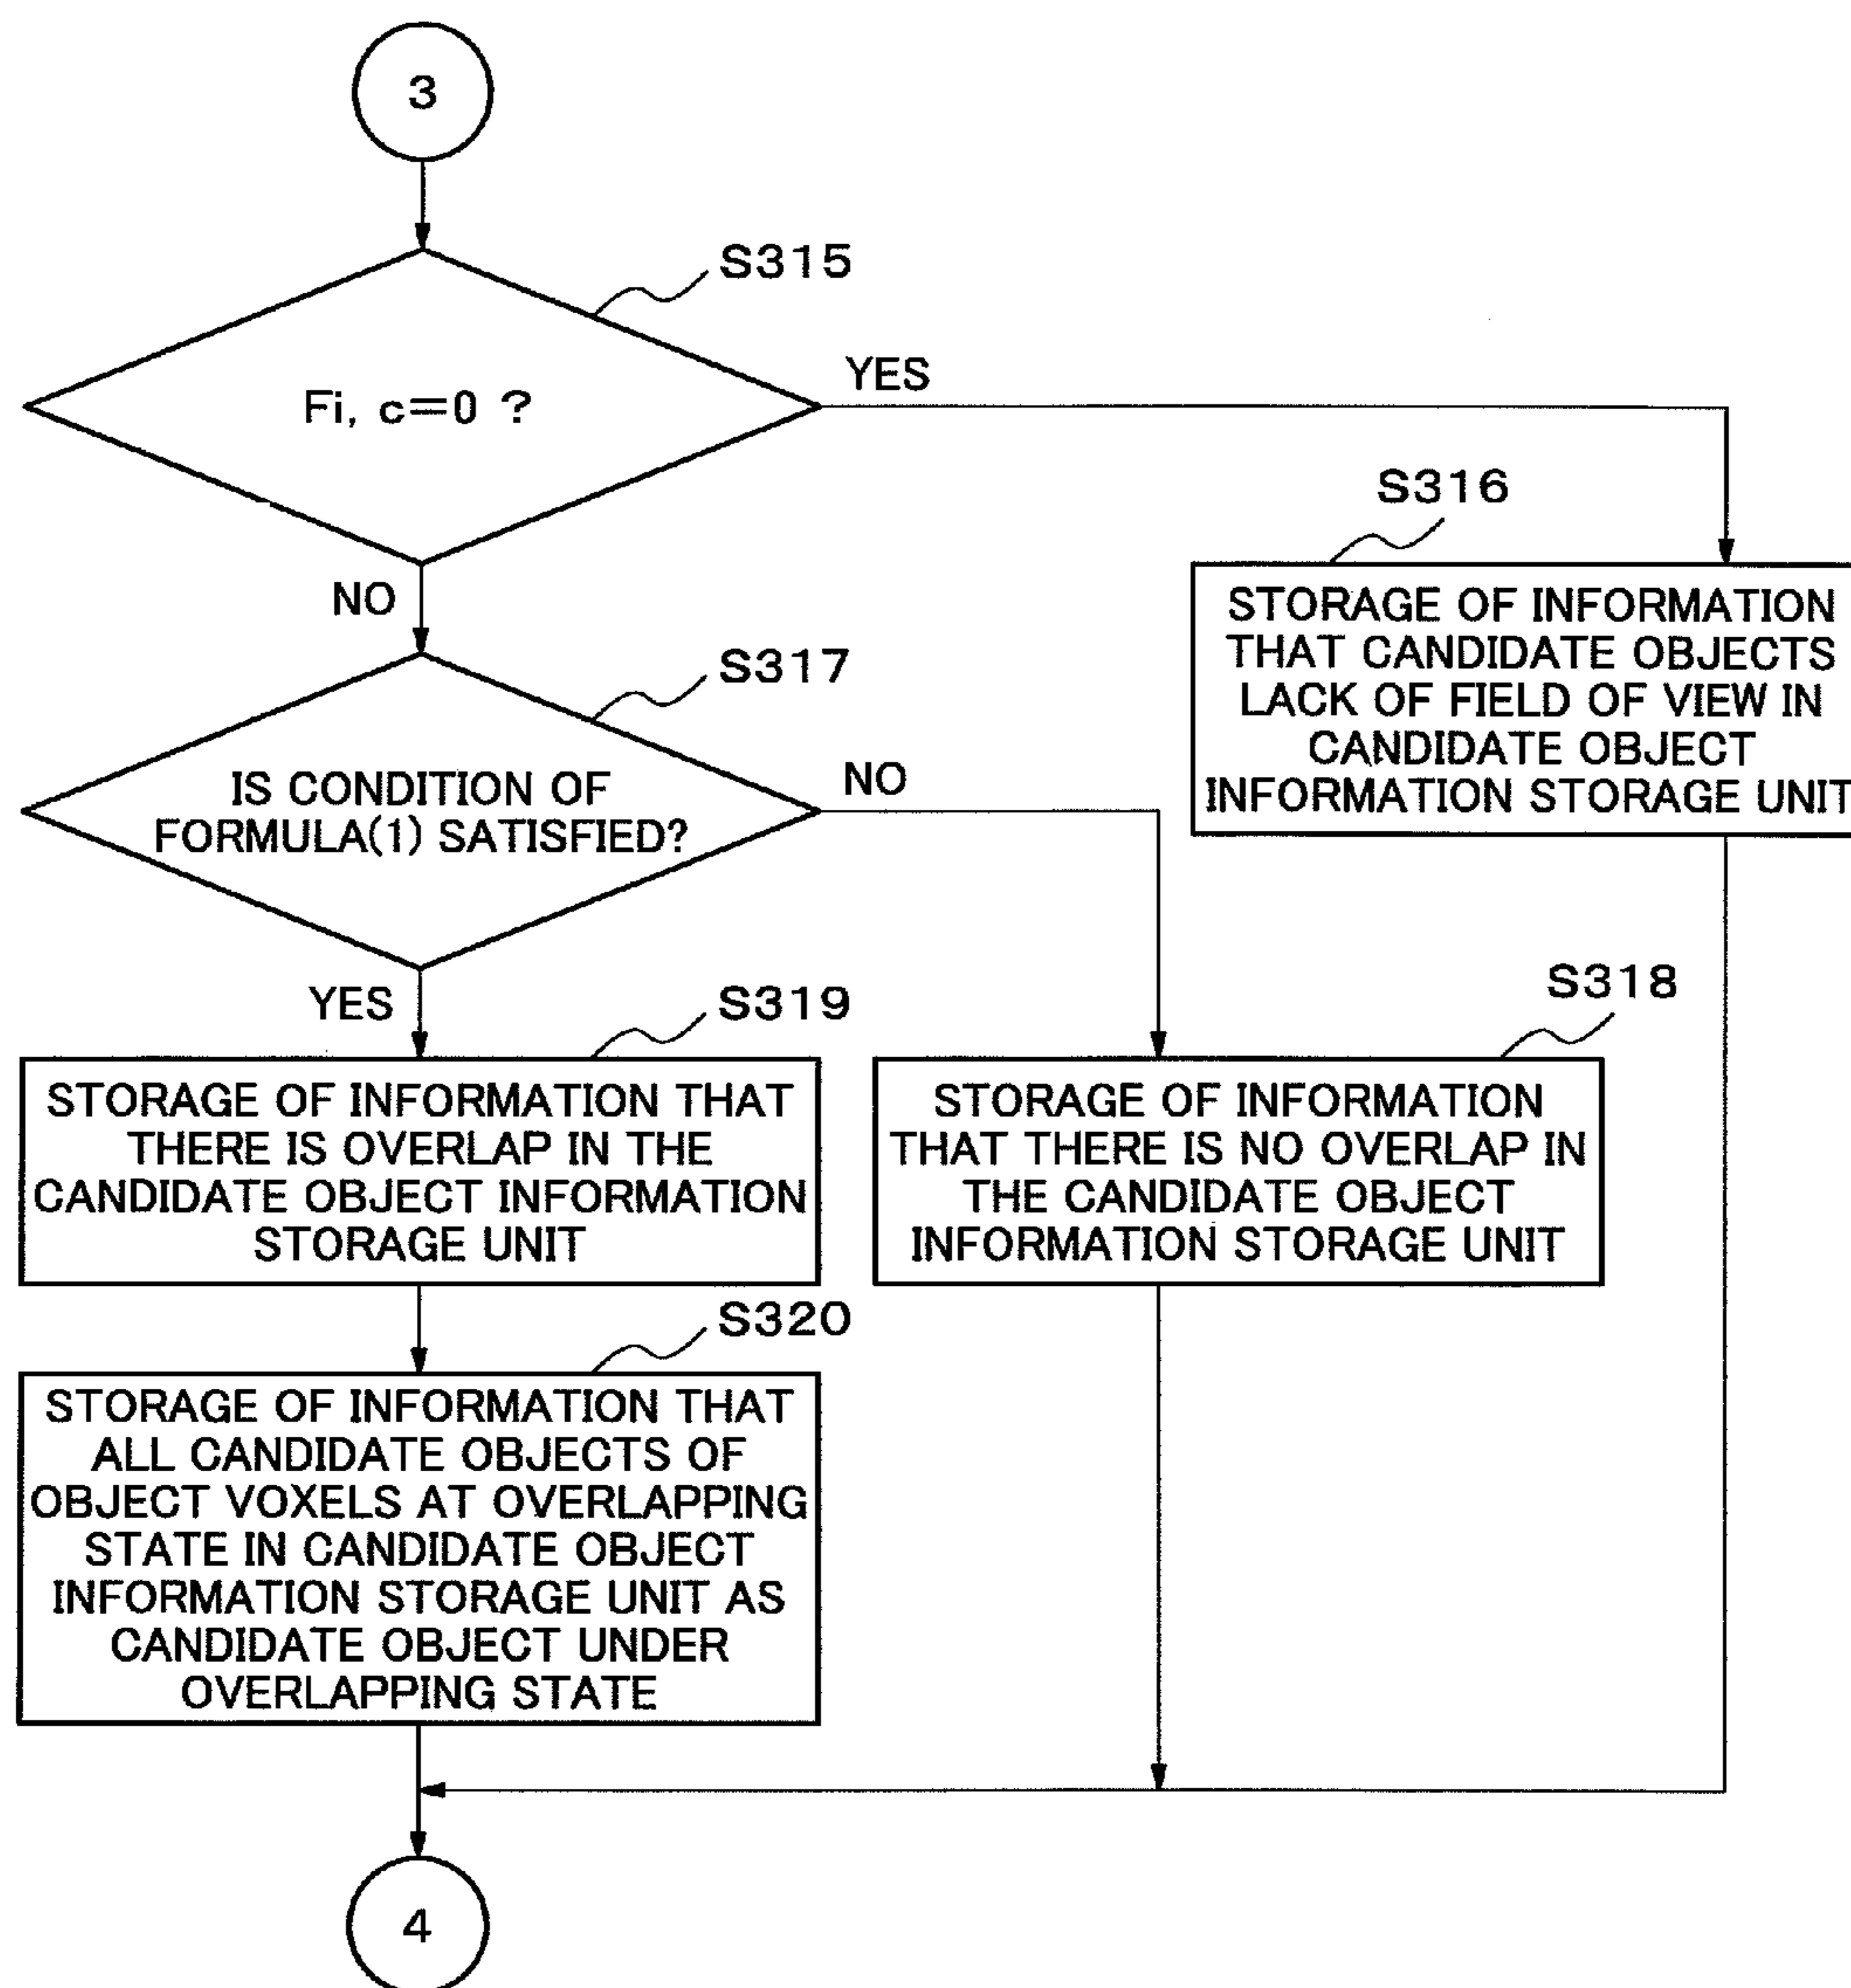 3
S315
Fi, c=0 ?
YES
NO
S316
STORAGE OF INFORMATION
THAT CANDIDATE OBJECTS
LACK OF FIELD OF VIEW IN
CANDIDATE OBJECT
INFORMATION STORAGE UNIT
S317
IS CONDITION OF
FORMULA(1) SATISFIED?
NO
YES
S319
STORAGE OF INFORMATION THAT
THERE IS OVERLAP IN THE
CANDIDATE OBJECT INFORMATION
STORAGE UNIT
S318
STORAGE OF INFORMATION
THAT THERE IS NO OVERLAP IN
THE CANDIDATE OBJECT
INFORMATION STORAGE UNIT
S320
STORAGE OF INFORMATION THAT
ALL CANDIDATE OBJECTS OF
OBJECT VOXELS AT OVERLAPPING
STATE IN CANDIDATE OBJECT
INFORMATION STORAGE UNIT AS
CANDIDATE OBJECT UNDER
OVERLAPPING STATE
4